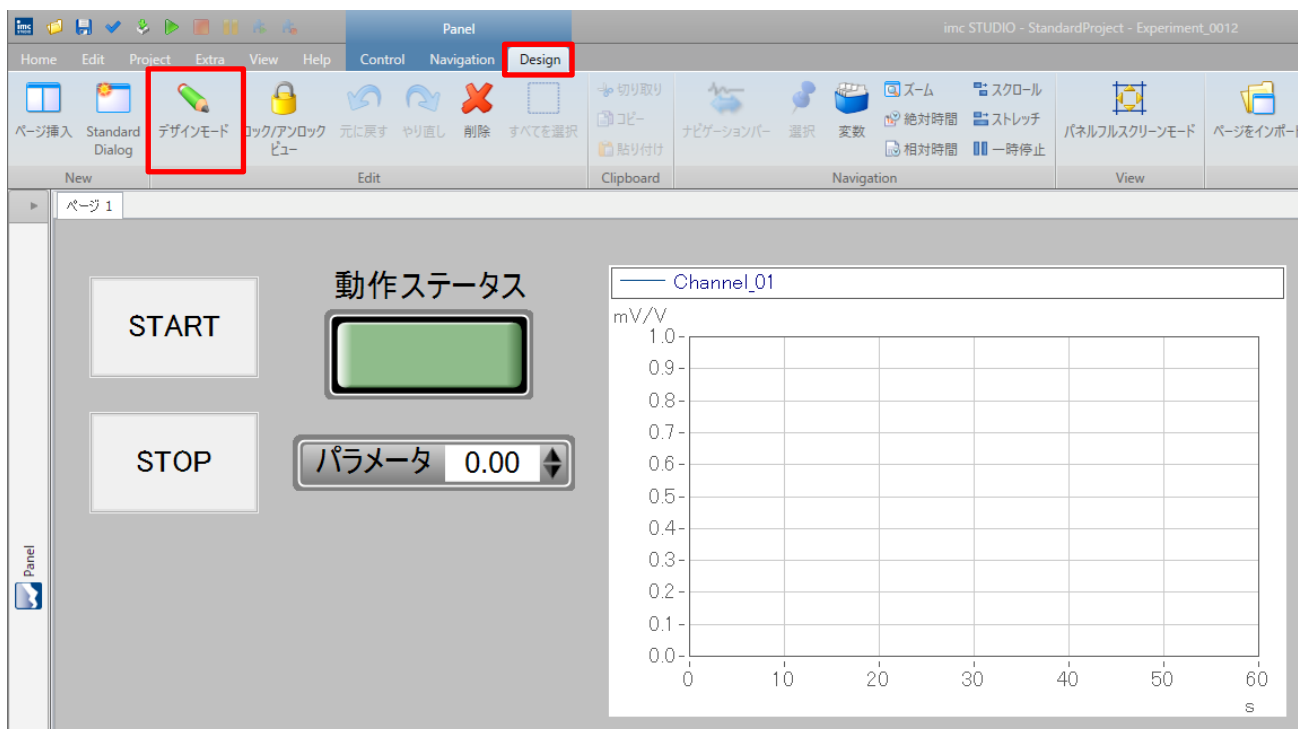 imc
STUDIO
Panel
imc STUDIO - StandardProject - Experiment_0012
Home Edit Project Extra View Help Control Navigation Design
ページ挿入
Standard
Dialog
デザインモード
ロック/アンロック
ビュー
元に戻す
やり直し
削除
すべてを選択
切り取り
コピー
貼り付け
ナビゲーションバー
選択
変数
ズーム
絶対時間
相対時間
スクロール
ストレッチ
一時停止
パネルフルスクリーンモード
ページをインポート
New Edit Clipboard Navigation View
ページ 1
Panel
START
STOP
動作ステータス
パラメータ 0.00
Channel_01
mV/V
1.0
0.9
0.8
0.7
0.6
0.5
0.4
0.3
0.2
0.1
0.0
0 10 20 30 40 50 60
s